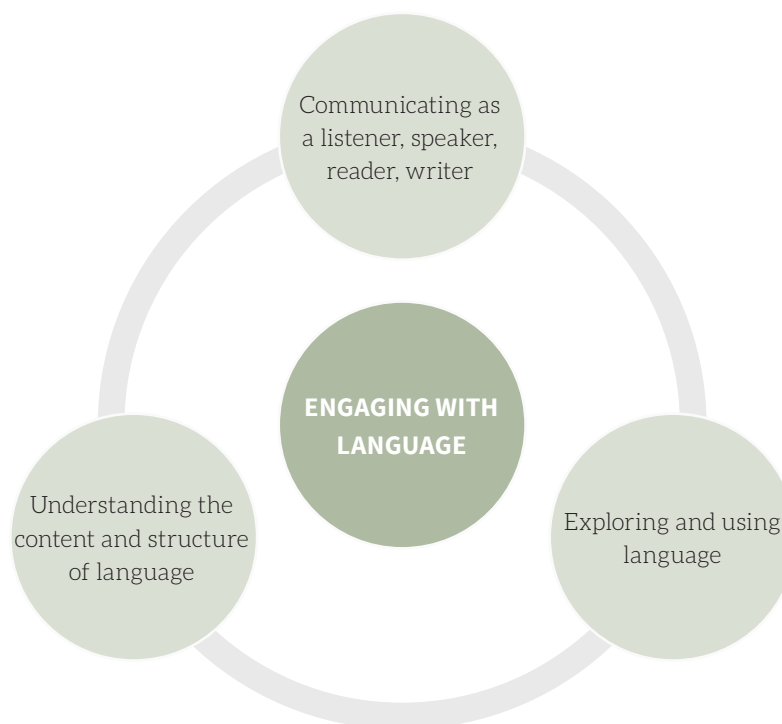 Communicating as
a listener, speaker,
reader, writer
ENGAGING WITH
LANGUAGE
Understanding the
content and structure
of language
Exploring and using
language